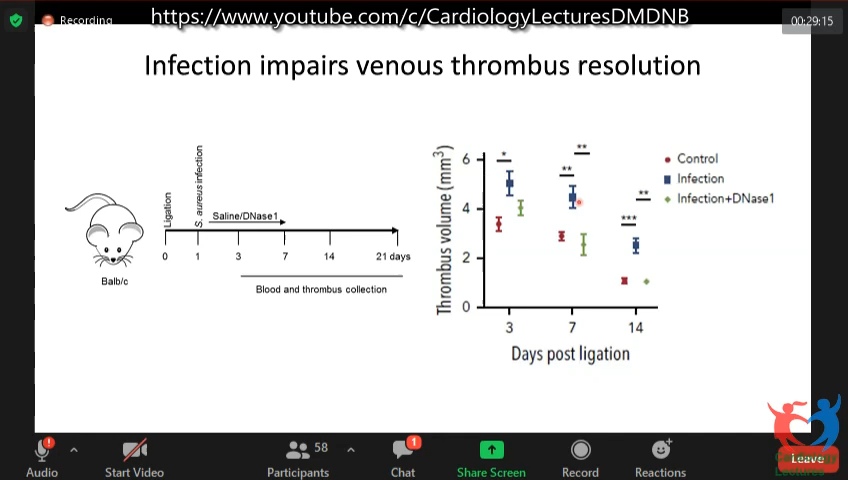 https://www.youtube.com/c/CardiologyLecturesDMDNB
Recording
00:29:15
Infection impairs venous thrombus resolution
Ligation
S. aureus infection
Saline/DNase1
0 1 3 7 14 21 days
Blood and thrombus collection
Balb/c
Thrombus volume (mm3)
6
4
2
0
*
**
**
***
**
3 7 14
Days post ligation
Control
Infection
Infection+DNase1
Audio
Start Video
Participants
58
Chat
1
Share Screen
Record
Reactions
Leave
Cardiology
Lectures